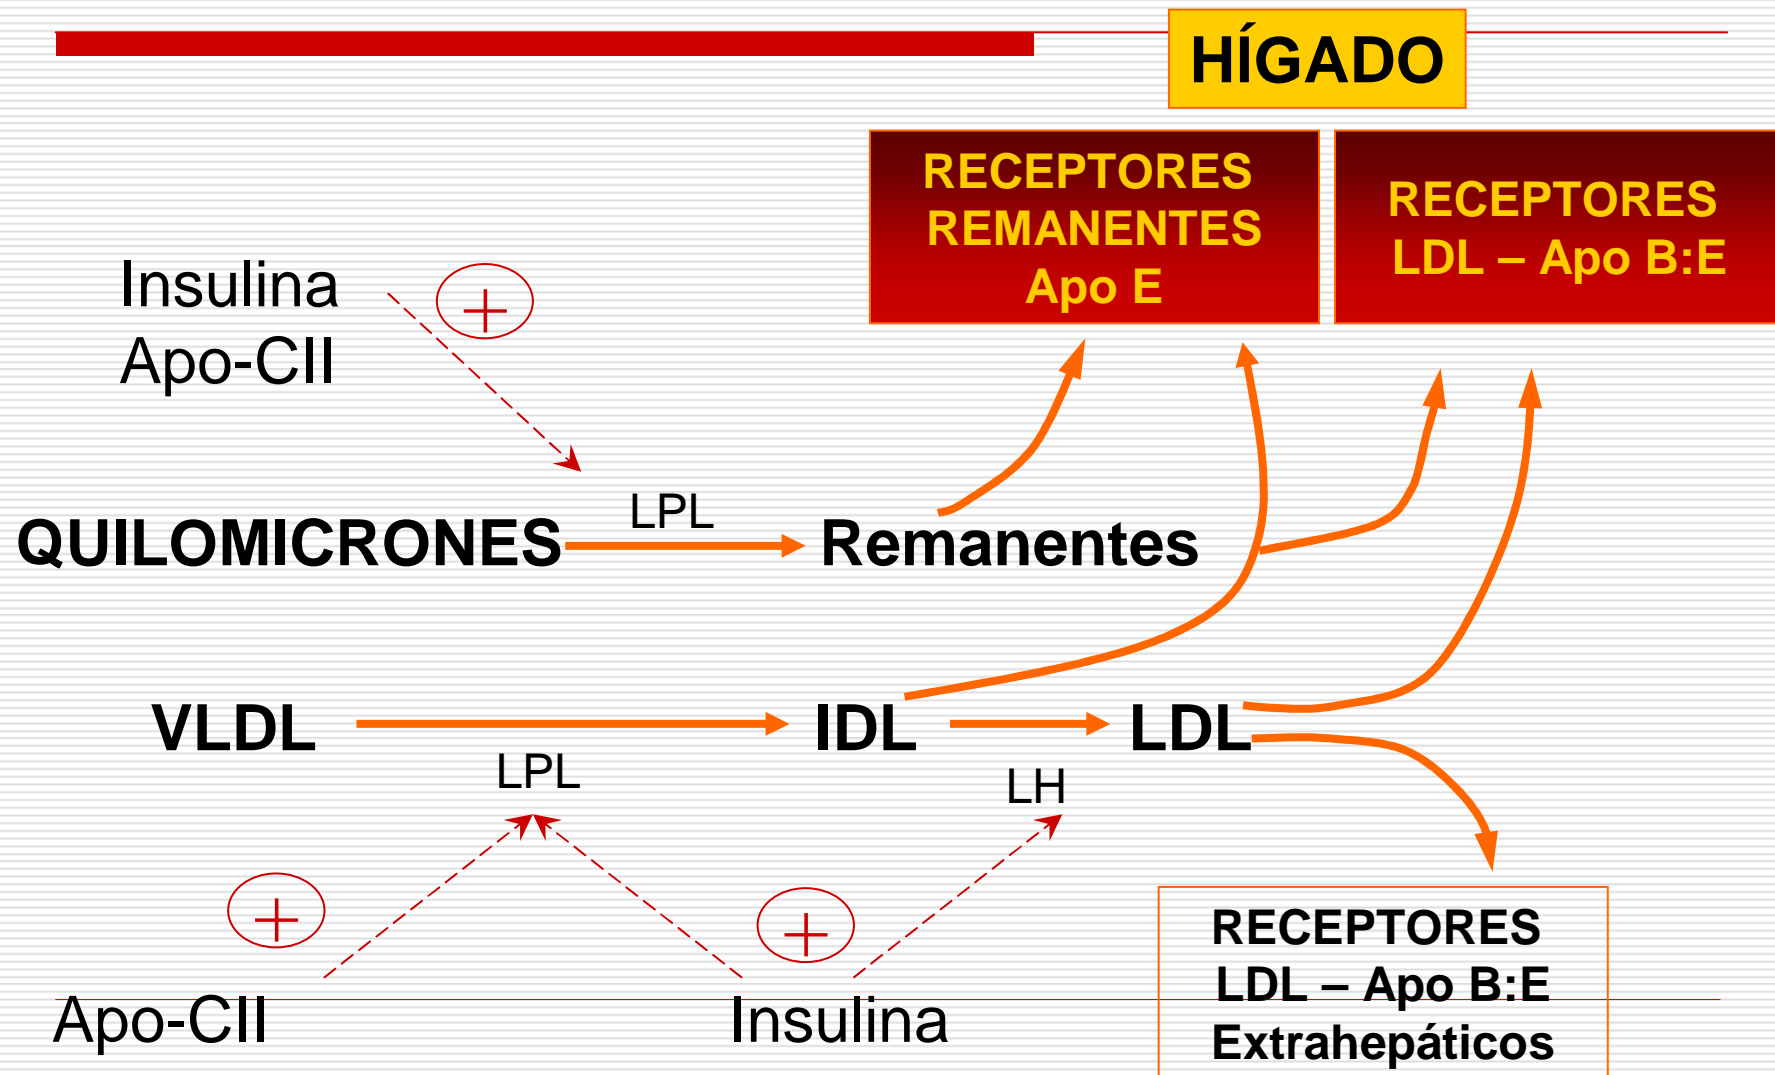 HÍGADO
RECEPTORES
REMANENTES
Apo E
RECEPTORES
LDL – Apo B:E
Insulina
Apo-CII
+
QUILOMICRONES
LPL
Remanentes
VLDL
LPL
IDL
LH
LDL
+
+
Apo-CII
Insulina
RECEPTORES
LDL – Apo B:E
Extrahepáticos